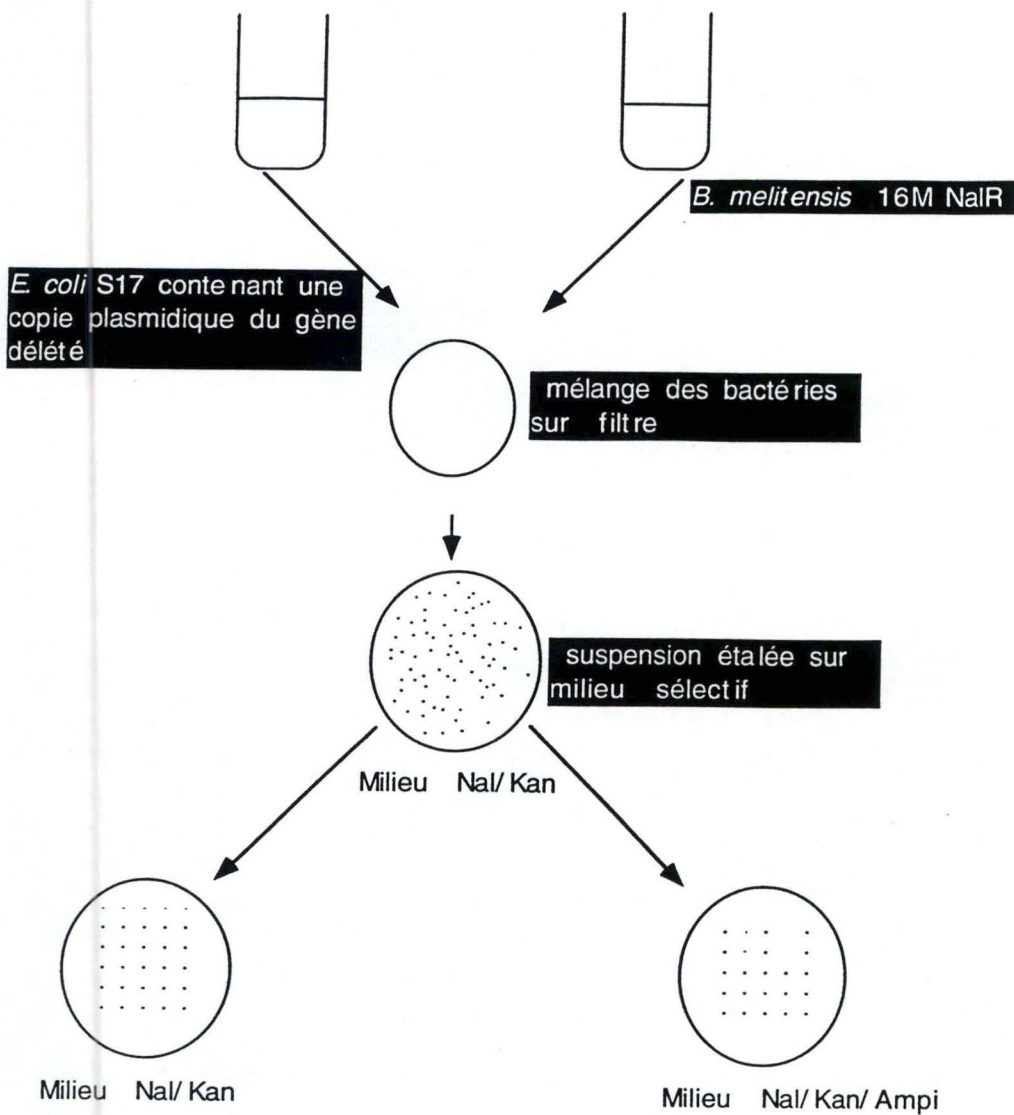 B. melitensis 16M NalR
E. coli S17 contenant une
copie plasmidique du gène
délété
mélange des bactéries
sur filtre
suspension étalée sur
milieu sélectif
Milieu Nal/Kan
Milieu Nal/Kan
Milieu Nal/Kan/Ampi